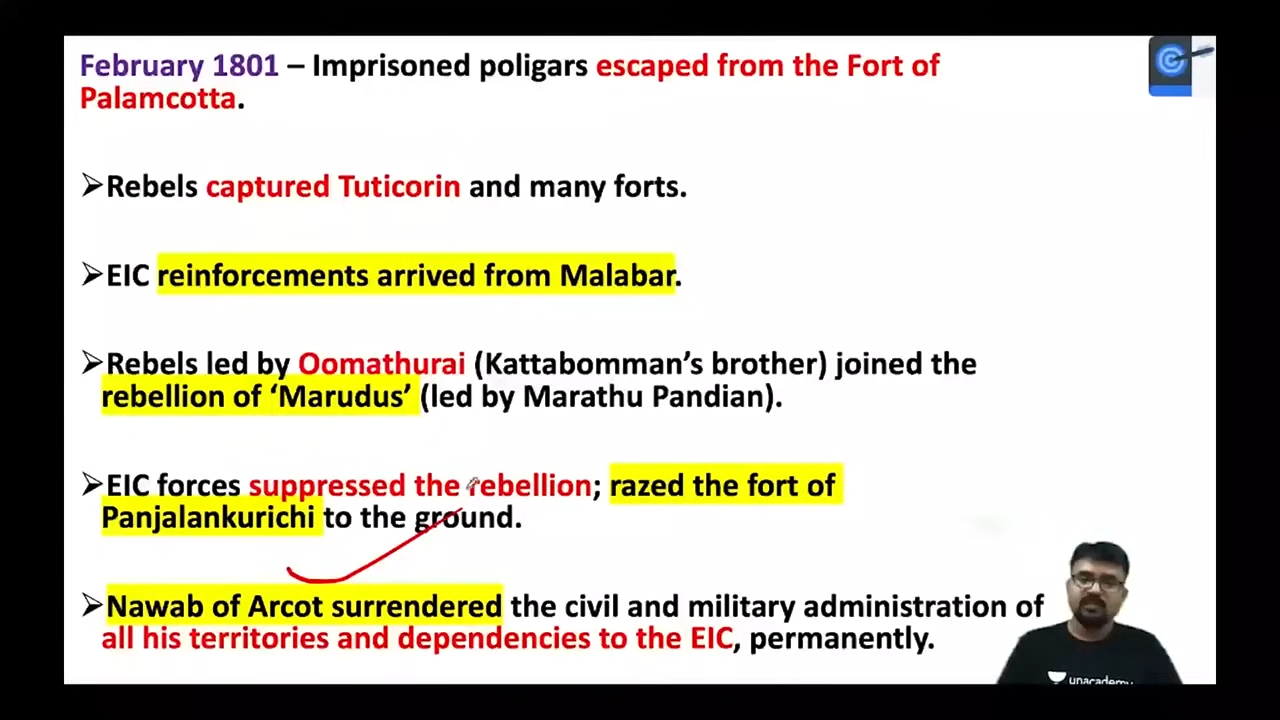 February 1801 – Imprisoned poligars escaped from the Fort of
Palamcotta.
➢Rebels captured Tuticorin and many forts.
➢EIC reinforcements arrived from Malabar.
➢Rebels led by Oomathurai (Kattabomman’s brother) joined the
rebellion of ‘Marudus’ (led by Marathu Pandian).
➢EIC forces suppressed the rebellion; razed the fort of
Panjalankurichi to the ground.
➢Nawab of Arcot surrendered the civil and military administration of
all his territories and dependencies to the EIC, permanently.
unacademy